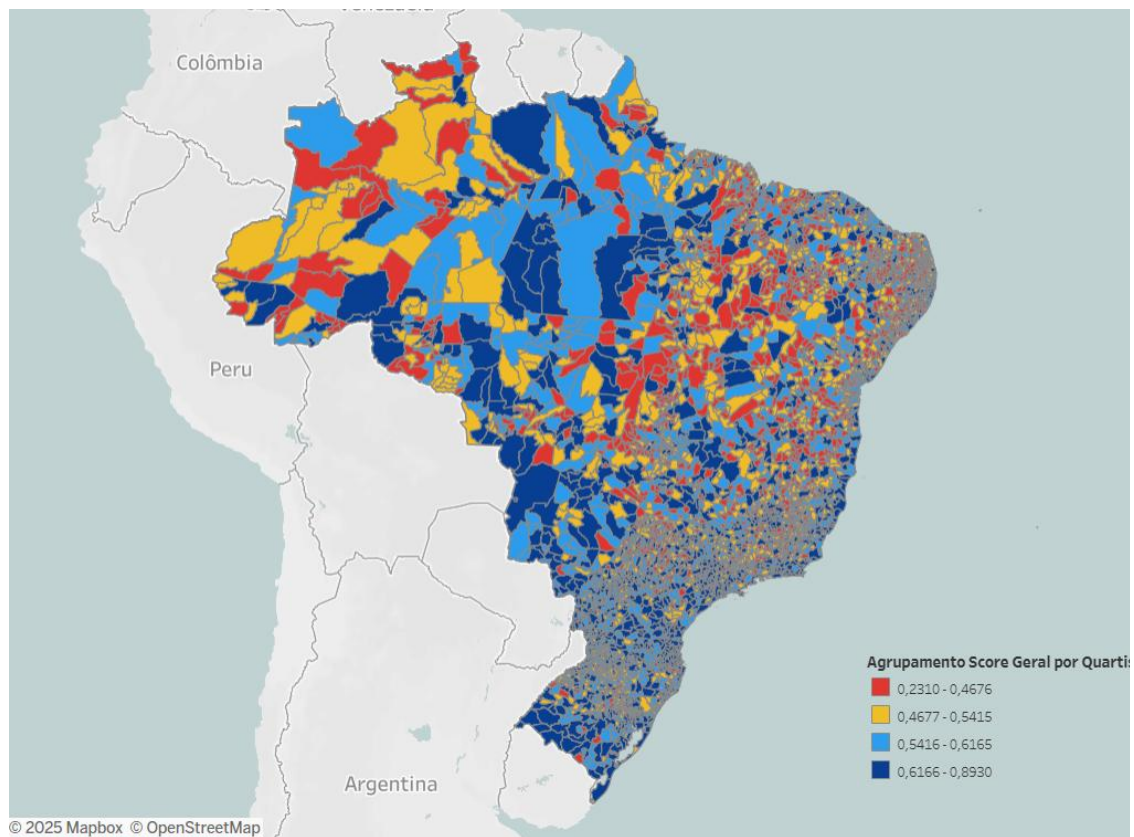 Colômbia
Peru
Argentina
Agrupamento Score Geral por Quartis
0,2310 - 0,4676
0,4677 - 0,5415
0,5416 - 0,6165
0,6166 - 0,8930
© 2025 Mapbox © OpenStreetMap